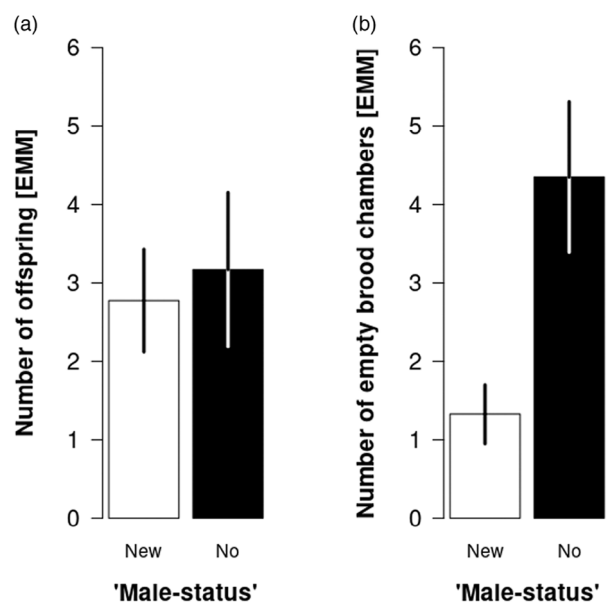 (a)
Number of offspring [EMM]
6
5
4
3
2
1
0
New No
'Male-status'
(b)
Number of empty brood chambers [EMM]
6
5
4
3
2
1
0
New No
'Male-status'